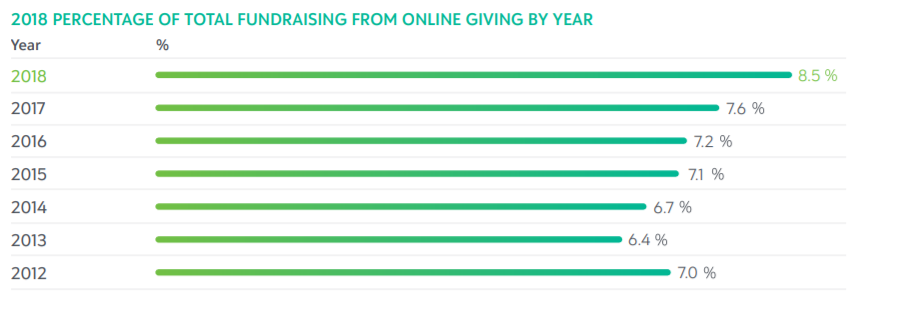 2018 PERCENTAGE OF TOTAL FUNDRAISING FROM ONLINE GIVING BY YEAR
Year %
2018 8.5 %
2017 7.6 %
2016 7.2 %
2015 7.1 %
2014 6.7 %
2013 6.4 %
2012 7.0 %